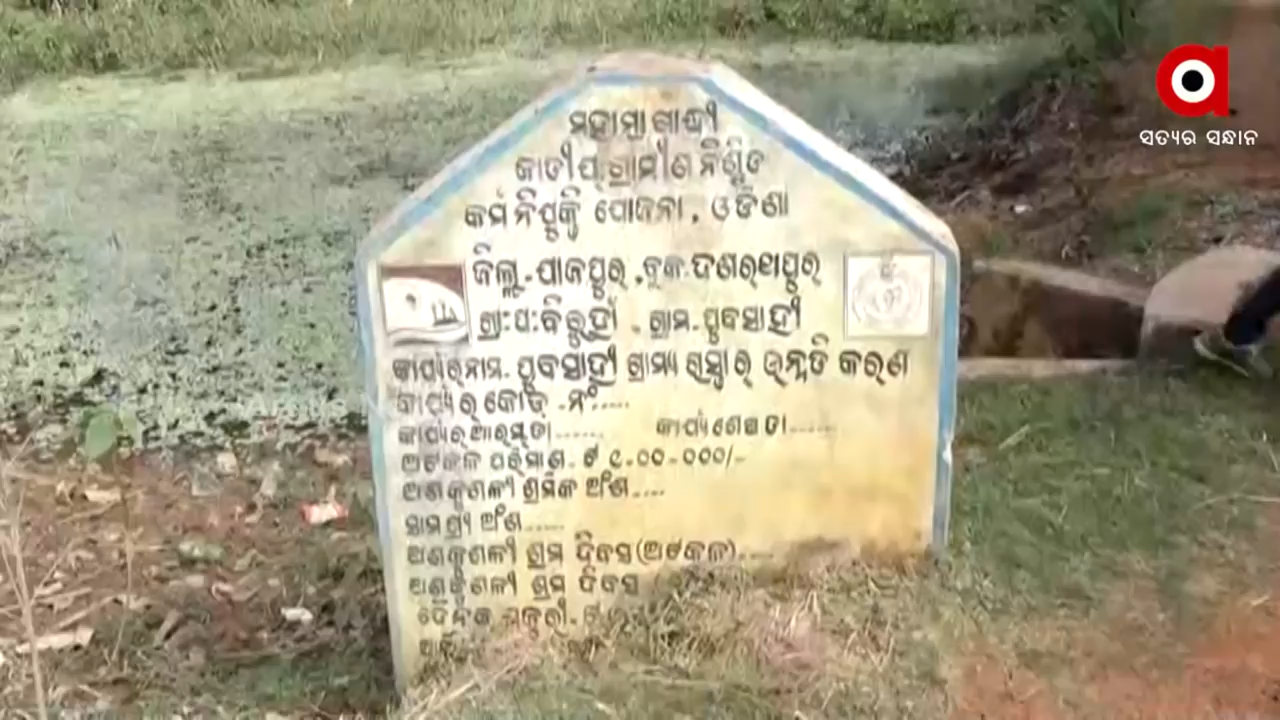 ମହାତ୍ମା ଗାନ୍ଧୀ
ଜାତୀୟ ଗ୍ରାମୀଣ ନିଶ୍ଚିତ
କର୍ମ ନିଯୁକ୍ତି ଯୋଜନା, ଓଡିଶା
ଜିଲ୍ଲା-ଯାଜପୁର, ବ୍ଲକ-ଦଶରଥପୁର
ଗ୍ରା:ପ: ବିରୁହାଁ, ଗ୍ରାମ-ପୁବସାହୀ
କାର୍ଯ୍ୟର ନାମ- ପୁବସାହୀ ଗ୍ରାମ୍ୟ ରାସ୍ତାର ଉନ୍ନତି କରଣ
କାର୍ଯ୍ୟର କୋଡ୍ -ନଂ.....
କାର୍ଯ୍ୟର ଆରମ୍ଭ ତା...... କାର୍ଯ୍ୟ ଶେଷ ତା......
ଅଟକଳ ପରିମାଣ-
ଅଣକୁଶଳୀ ଶ୍ରମିକ ଅଂଶ.....
ସାମଗ୍ରୀ ଅଂଶ.....
ଅଣକୁଶଳୀ ଶ୍ରମ ଦିବସ(ଅଟକଳ)....
ଅଣକୁଶଳୀ ଶ୍ରମ ଦିବସ
ଦୈନିକ ମଜୁରୀ-
ସତ୍ୟର ସନ୍ଧାନ